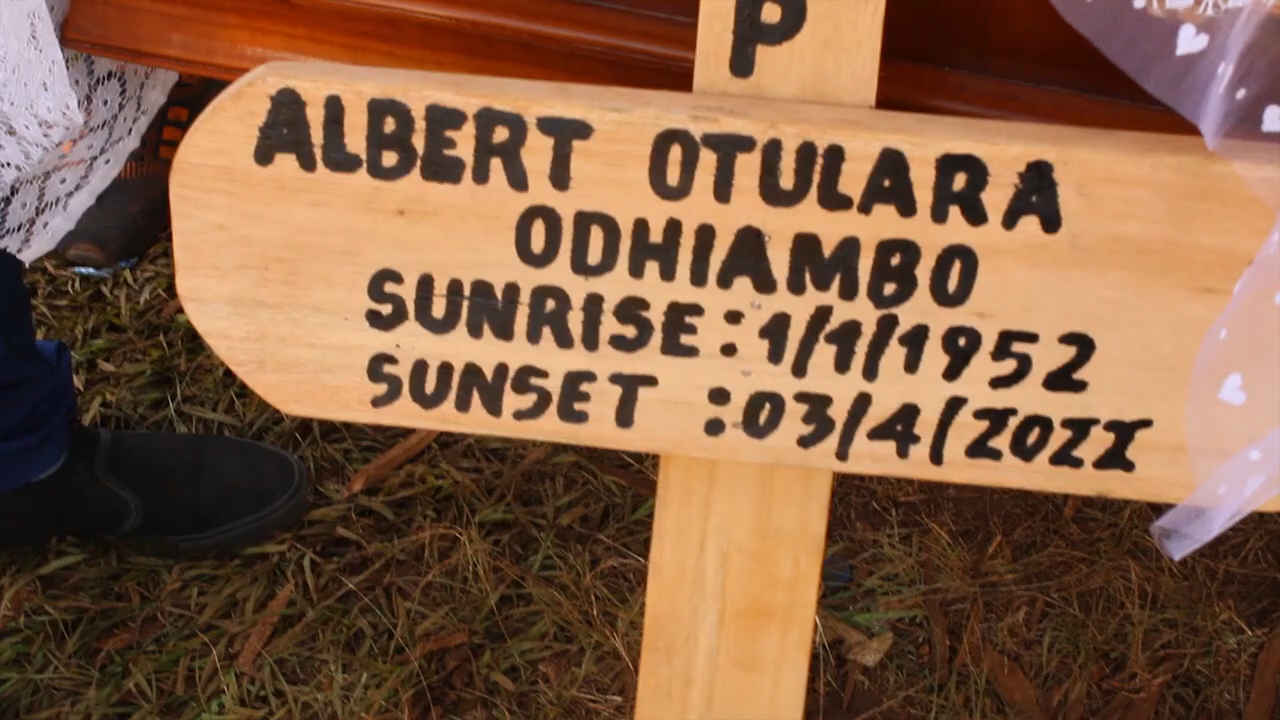 P
ALBERT OTULARA
ODHIAMBO
SUNRISE:1/1/1952
SUNSET :03/4/2022